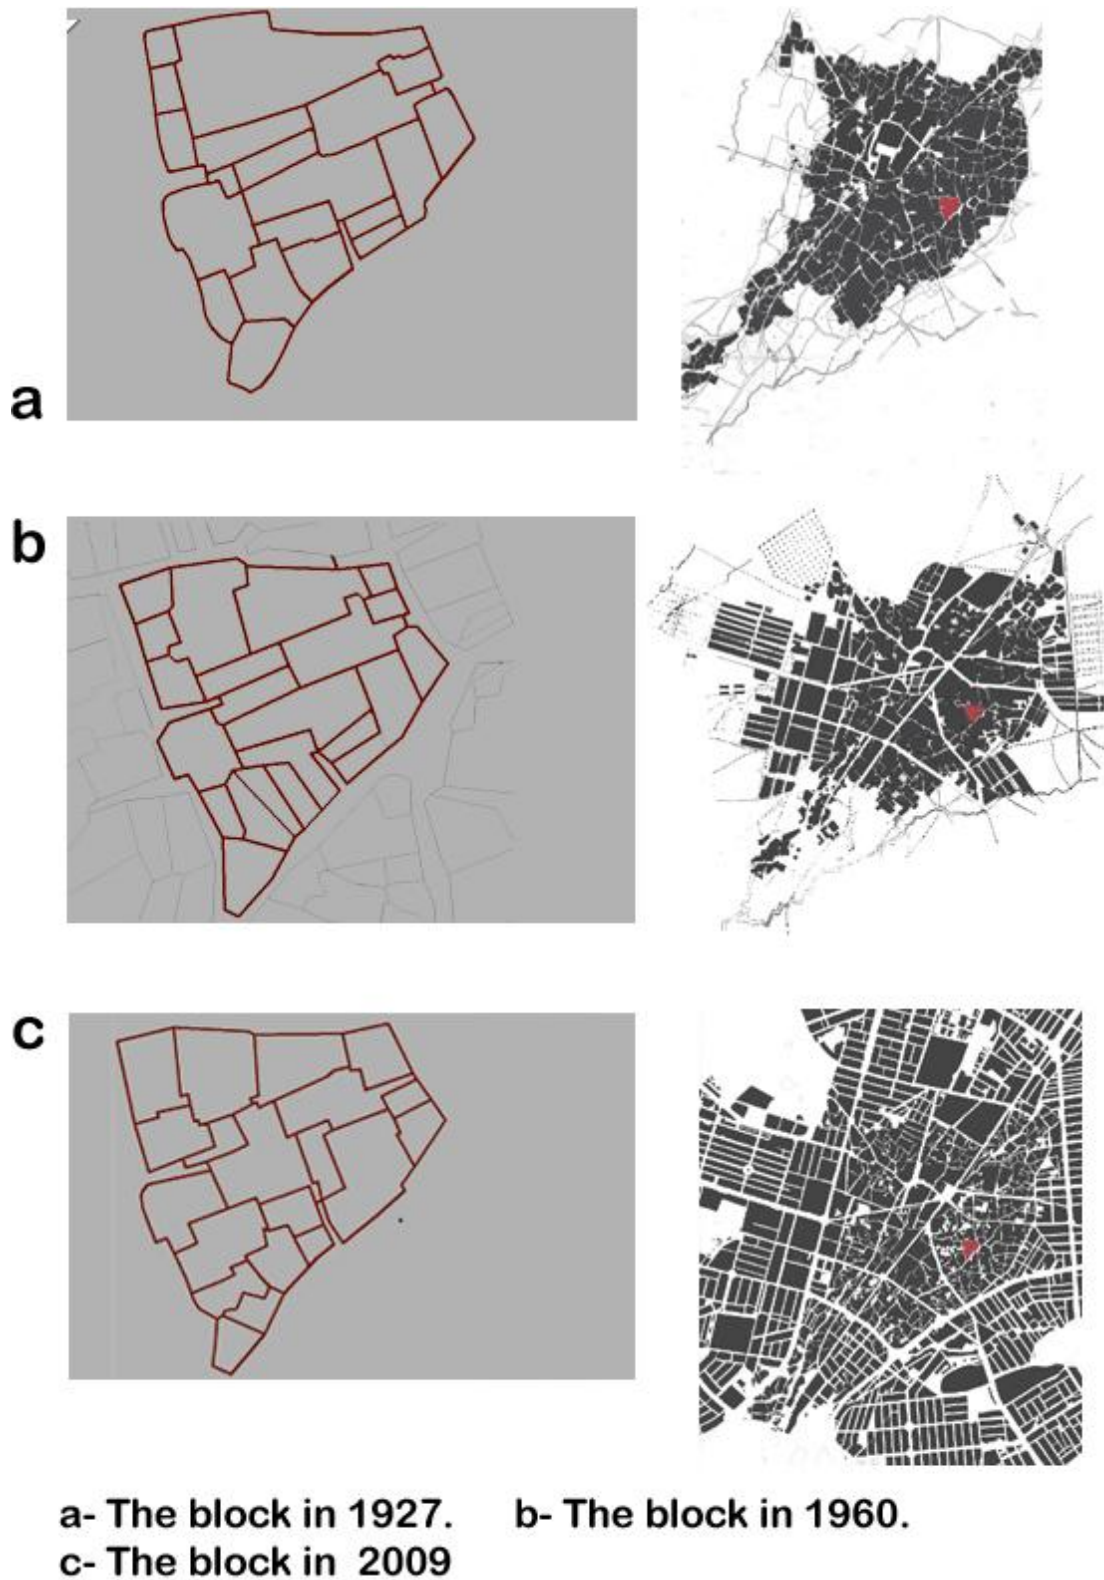 a
b
c
a- The block in 1927. b- The block in 1960.
c- The block in 2009